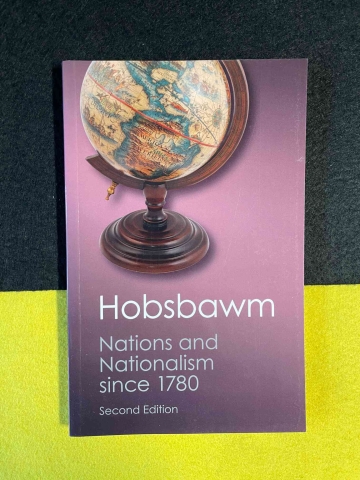 Hobsbawm
Nations and
Nationalism
since 1780
Second Edition